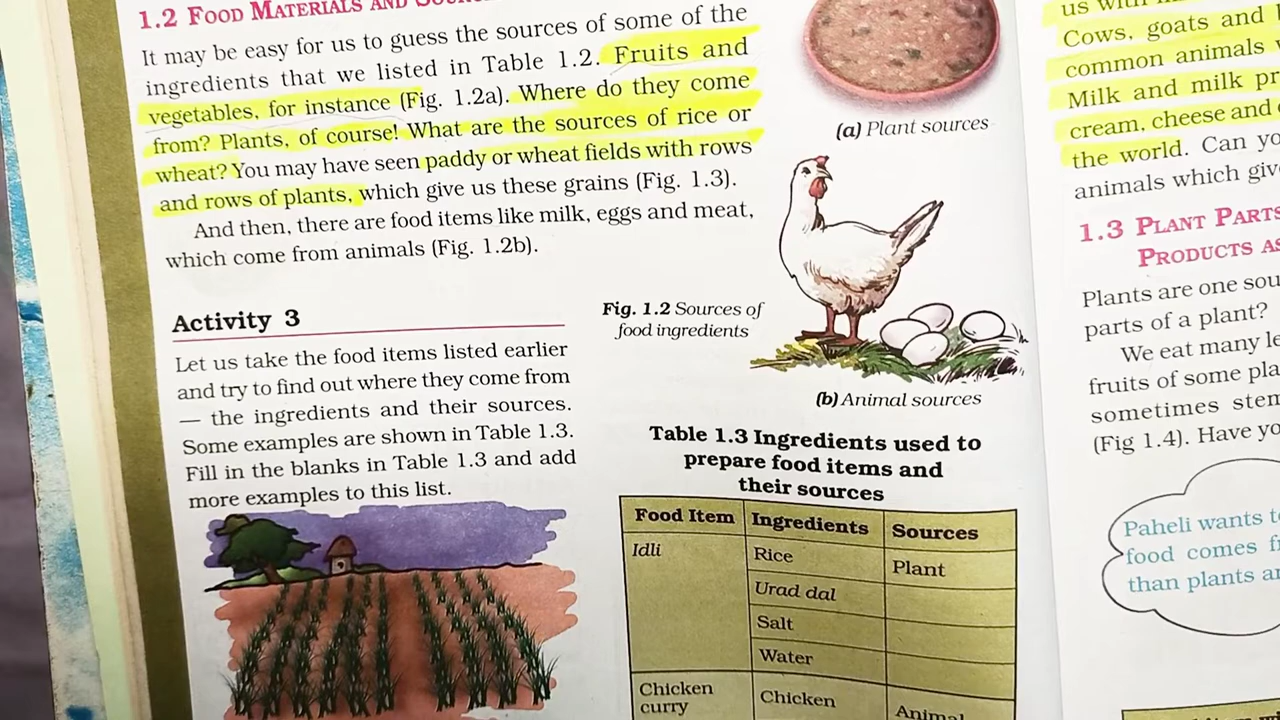 1.2 FOOD MATERIALS AND
It may be easy for us to guess the sources of some of the
ingredients that we listed in Table 1.2. Fruits and
vegetables, for instance (Fig. 1.2a). Where do they come
from? Plants, of course! What are the sources of rice or
wheat? You may have seen paddy or wheat fields with rows
and rows of plants, which give us these grains (Fig. 1.3).
And then, there are food items like milk, eggs and meat,
which come from animals (Fig. 1.2b).
Activity 3
Let us take the food items listed earlier
and try to find out where they come from
— the ingredients and their sources.
Some examples are shown in Table 1.3.
Fill in the blanks in Table 1.3 and add
more examples to this list.
(a) Plant sources
Fig. 1.2 Sources of
food ingredients
(b) Animal sources
Table 1.3 Ingredients used to
prepare food items and
their sources
Food Item Ingredients Sources
Idli Rice Plant
Urad dal
Salt
Water
Chicken curry Chicken Animal
us with
Cows, goats and
common animals
Milk and milk
cream, cheese and
the world. Can
animals which
1.3 PLANT PARTS
PRODUCTS
Plants are one
parts of a plant?
We eat many
fruits of some
sometimes
(Fig 1.4). Have
Paheli wants
food comes
than plants